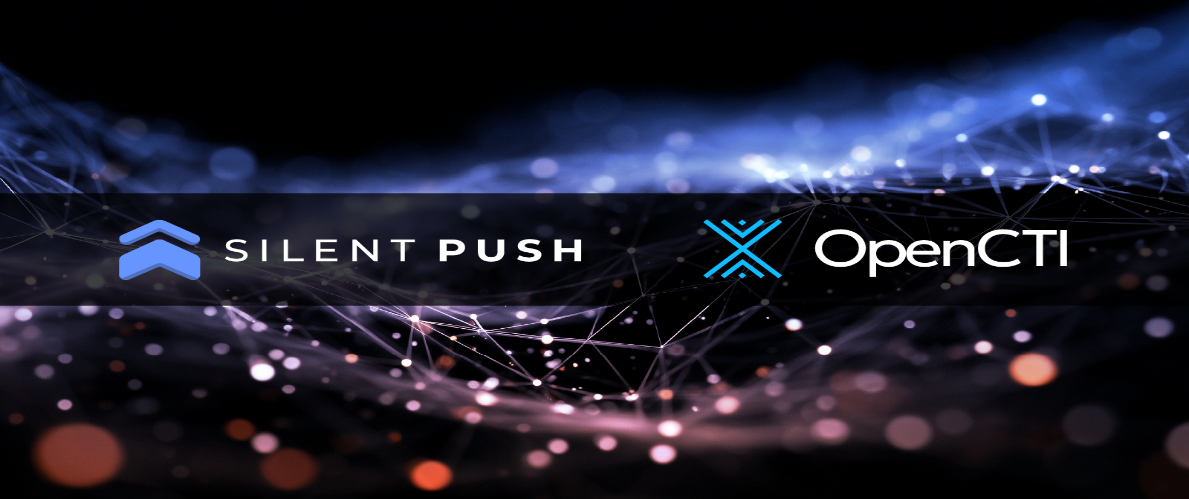 SILENT PUSH
OpenCTI